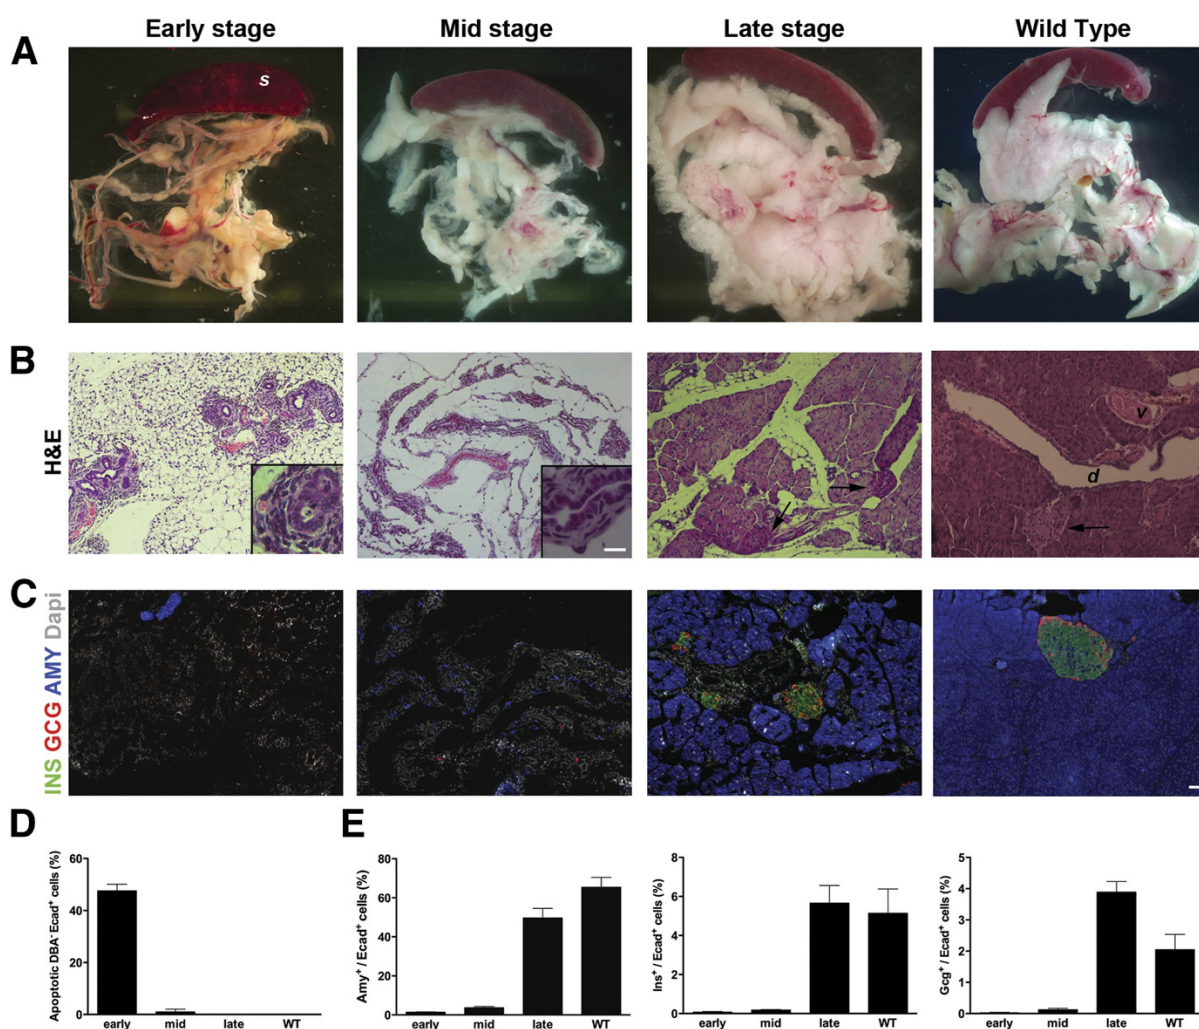 Early stage
Mid stage
Late stage
Wild Type
A
s
B
H&E
v
d
C
INS GCG AMY Dapi
D
E
Apoptotic DBA- Ecad+ cells (%)
60
40
20
0
early
mid
late
WT
Amy+ / Ecad+ cells (%)
80
60
40
20
0
early
mid
late
WT
Ins+ / Ecad+ cells (%)
8
6
4
2
0
early
mid
late
WT
Gcg+ / Ecad+ cells (%)
5
4
3
2
1
0
early
mid
late
WT